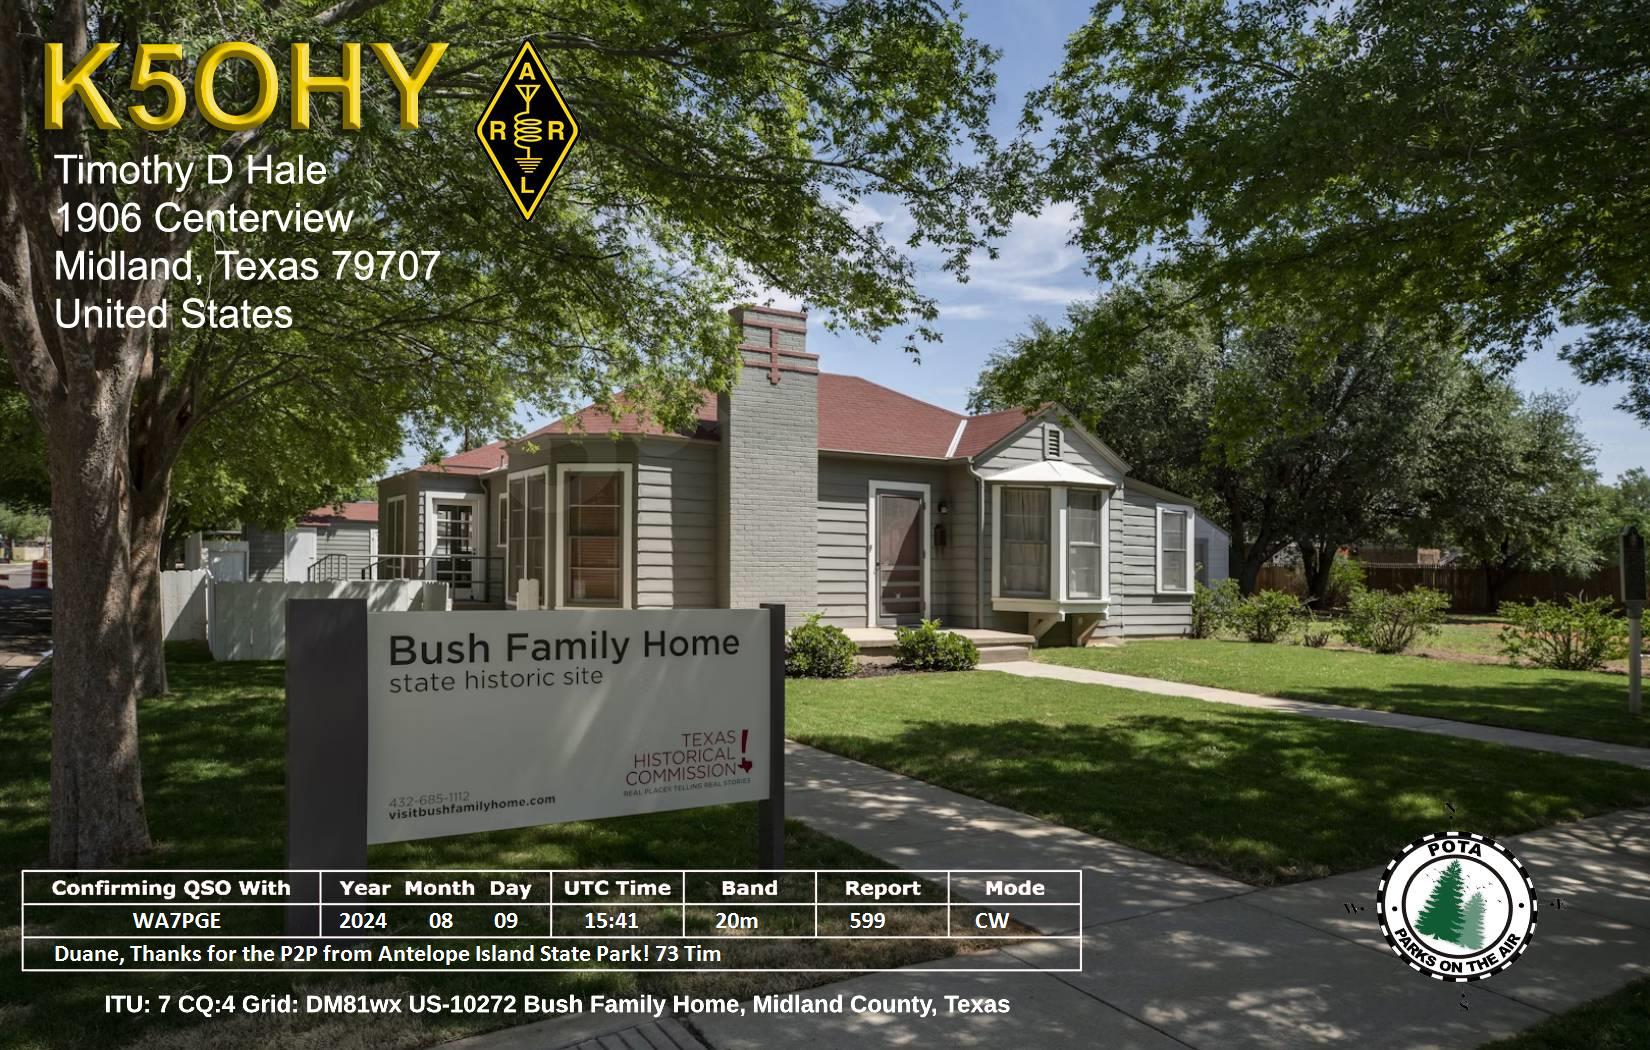 K5OHY
Timothy D Hale
1906 Centerview
Midland, Texas 79707
United States
A
R R
L
Bush Family Home
state historic site
TEXAS
HISTORICAL
COMMISSION
REAL PLACES TELLING REAL STORIES
432-685-1112
visitbushfamilyhome.com
Confirming QSO With Year Month Day UTC Time Band Report Mode
WA7PGE 2024 08 09 15:41 20m 599 CW
Duane, Thanks for the P2P from Antelope Island State Park! 73 Tim
ITU: 7 CQ:4 Grid: DM81wx US-10272 Bush Family Home, Midland County, Texas
N
POTA
W E
PARKS ON THE AIR
S